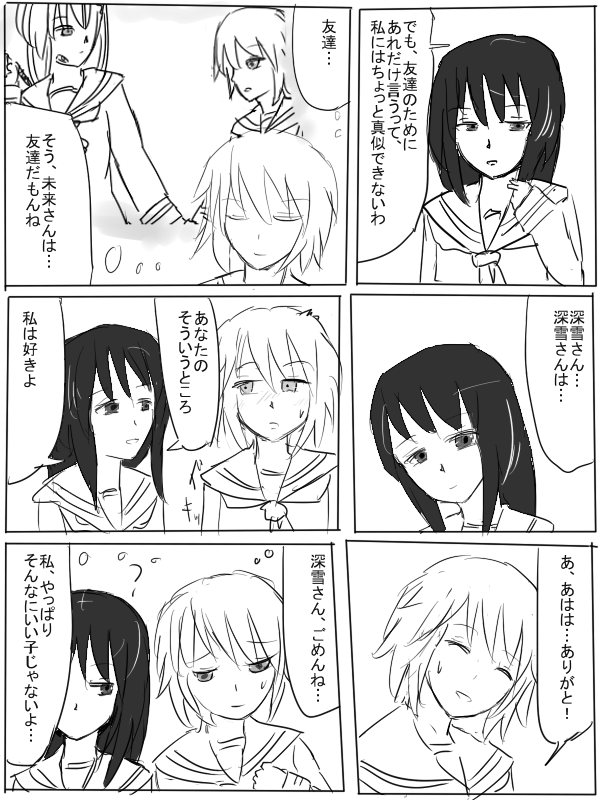 でも、友達のために
あれだけ言うって、
私にはちょっと真似できないわ
友達…
そう、未来さんは…
友達だもんね
深雪さん…
深雪さんは…
あなたの
そういうところ
私は好きよ
ドキッ
あ、あはは…ありがと！
深雪さん、ごめんね…
私、やっぱり
そんなにいい子じゃないよ…
？